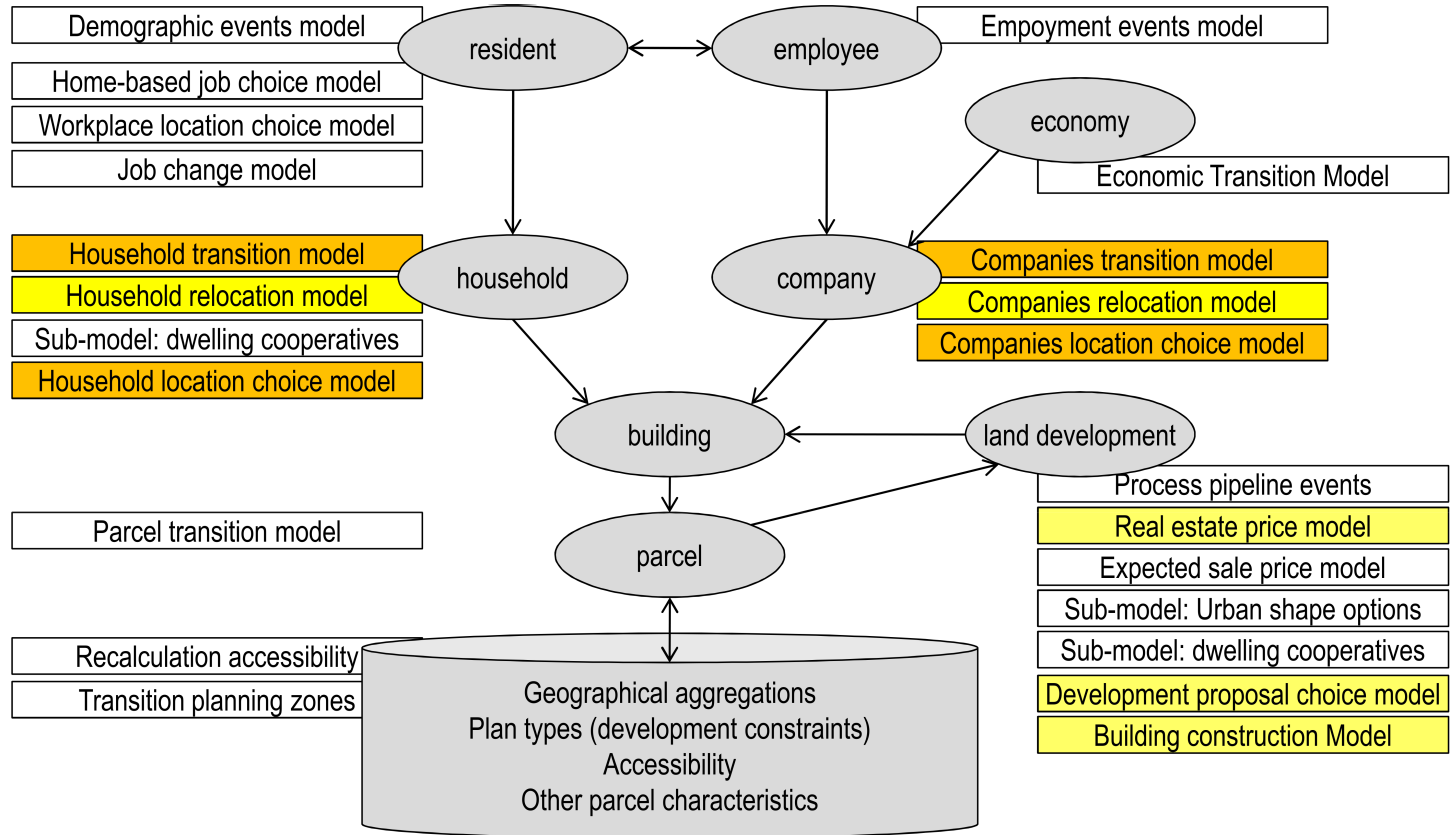 Demographic events model
resident
employee
Empoyment events model
Home-based job choice model
Workplace location choice model
Job change model
economy
Economic Transition Model
Household transition model
Household relocation model
Sub-model: dwelling cooperatives
Household location choice model
household
company
Companies transition model
Companies relocation model
Companies location choice model
building
land development
Process pipeline events
Real estate price model
Expected sale price model
Sub-model: Urban shape options
Sub-model: dwelling cooperatives
Development proposal choice model
Building construction Model
Parcel transition model
parcel
Recalculation accessibility
Transition planning zones
Geographical aggregations
Plan types (development constraints)
Accessibility
Other parcel characteristics